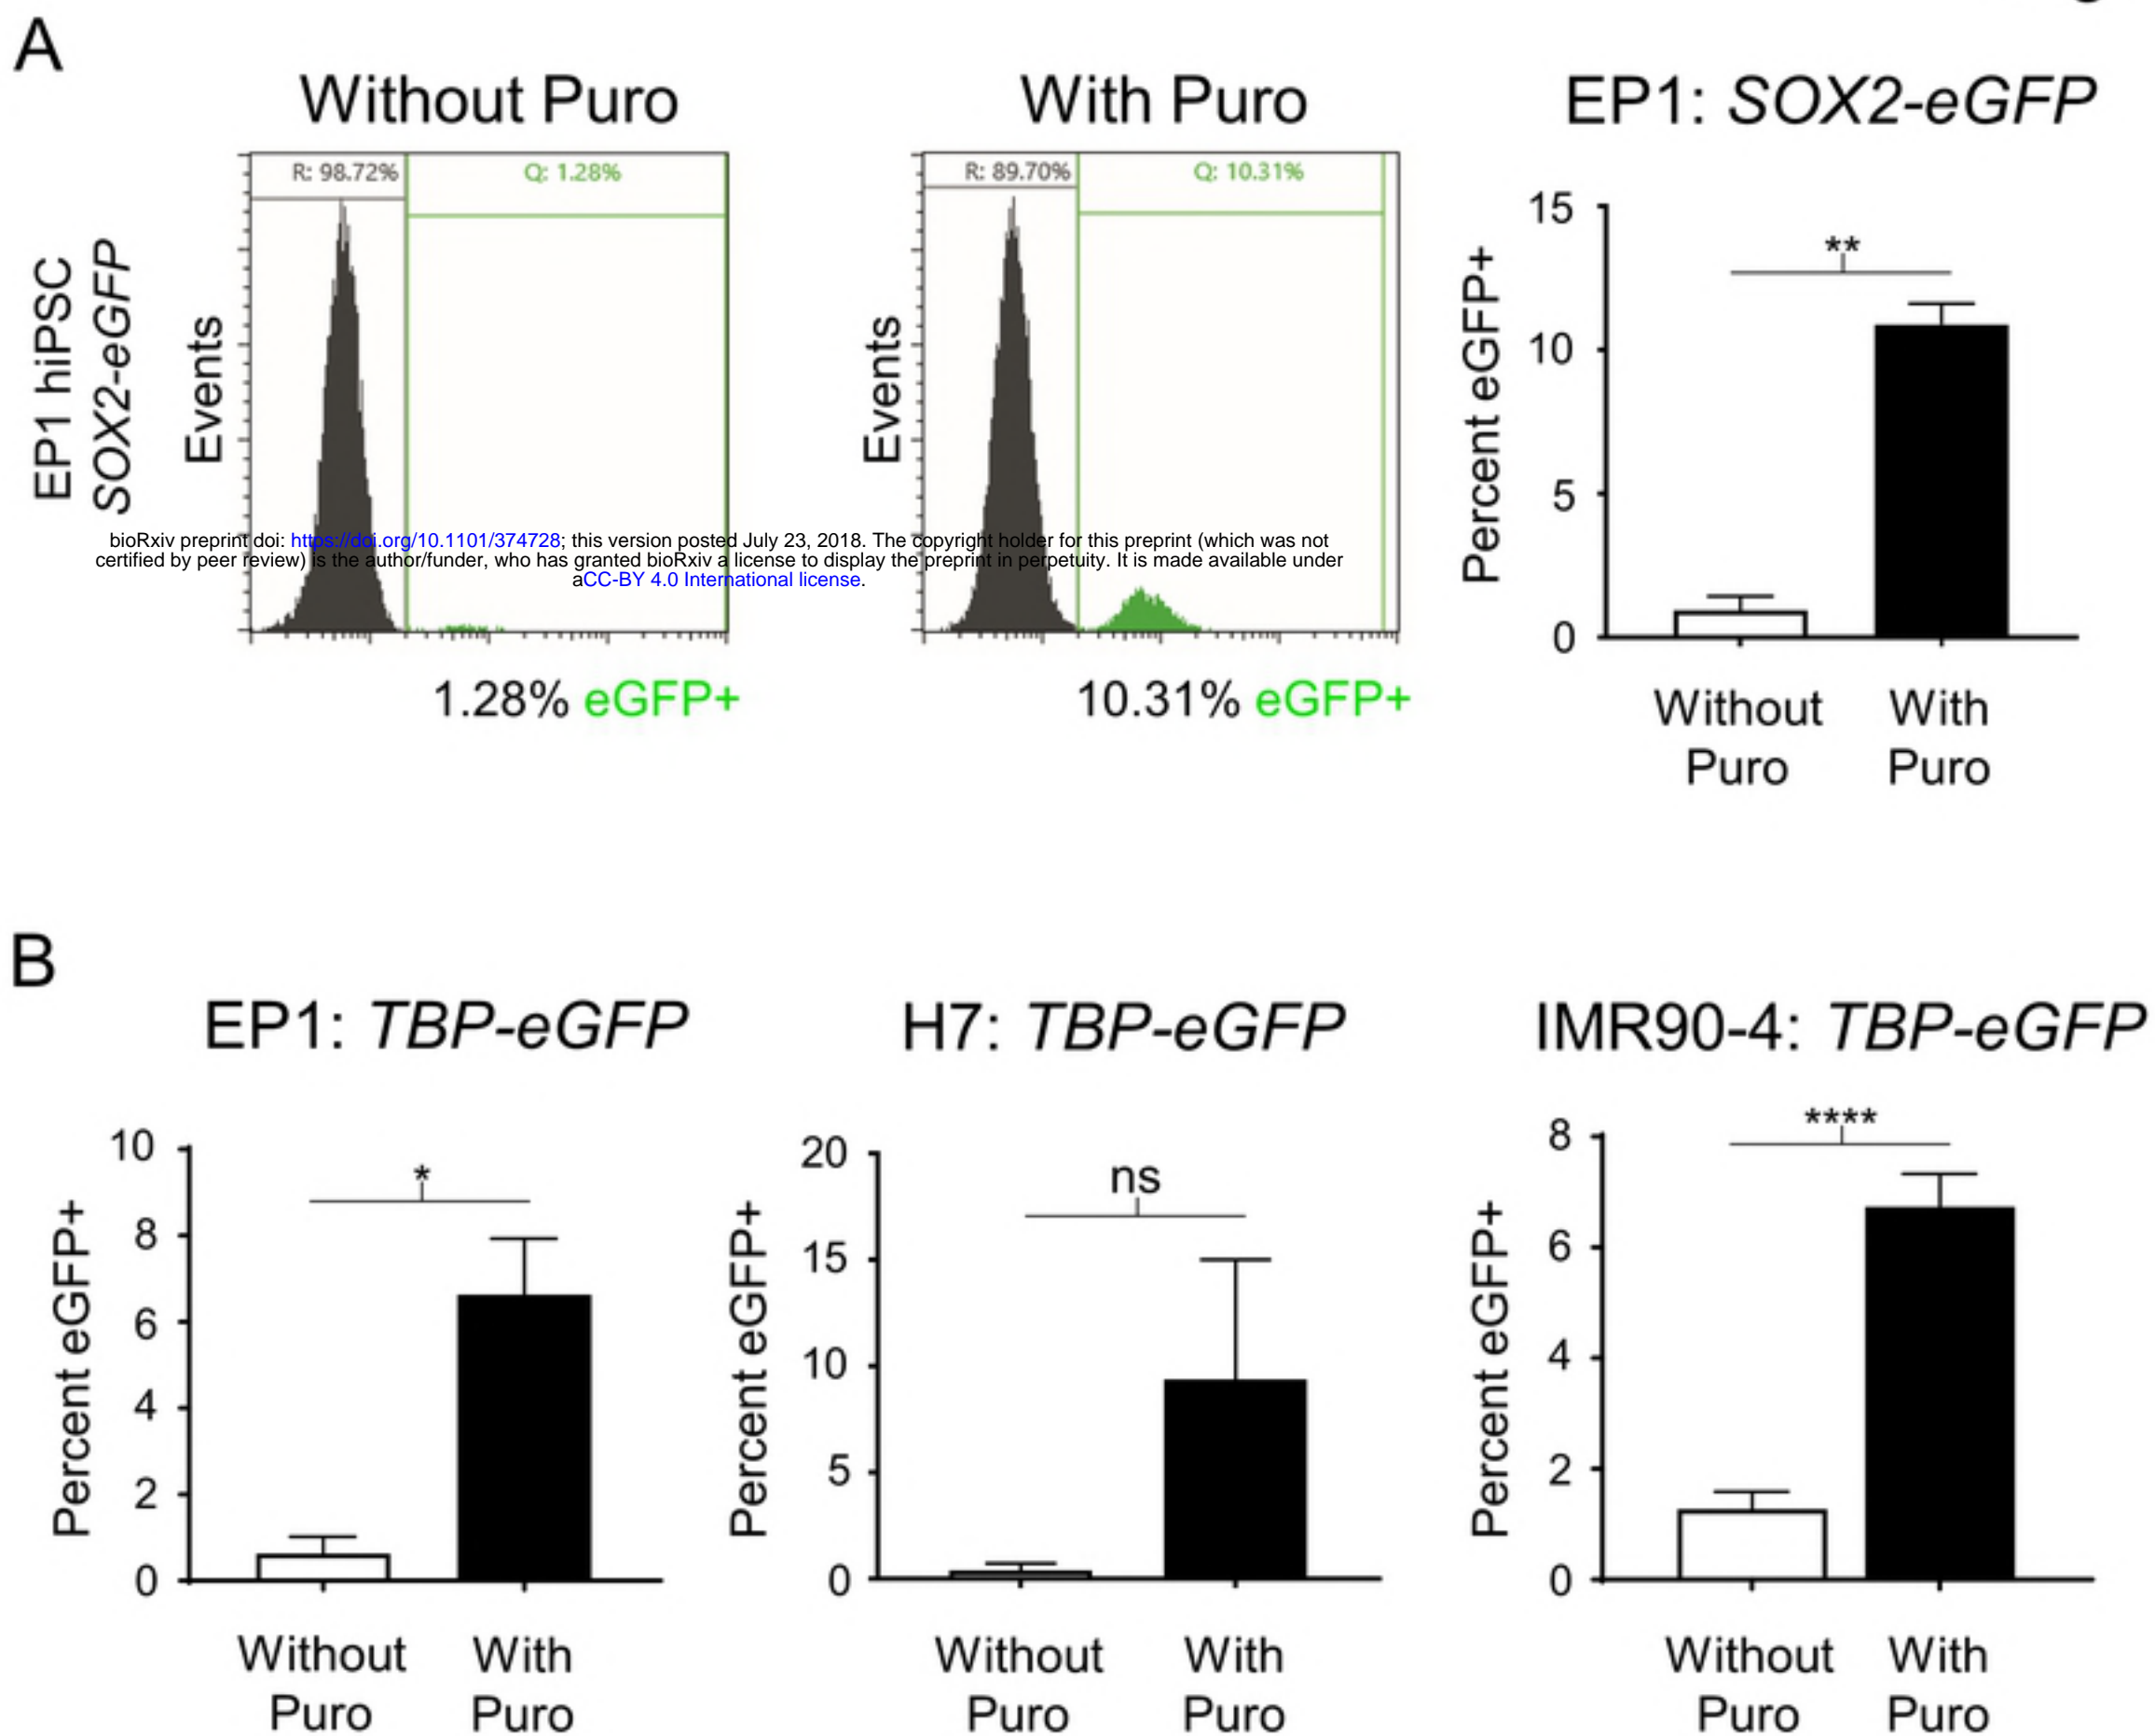 A
Without Puro
With Puro
EP1: SOX2-eGFP
EP1 hiPSC
SOX2-eGFP
Events
R: 98.72%
Q: 1.28%
1.28% eGFP+
Events
R: 89.70%
Q: 10.31%
10.31% eGFP+
Percent eGFP+
15
10
5
0
**
Without
Puro
With
Puro
bioRxiv preprint doi: https://doi.org/10.1101/374728; this version posted July 23, 2018. The copyright holder for this preprint (which was not
certified by peer review) is the author/funder, who has granted bioRxiv a license to display the preprint in perpetuity. It is made available under
aCC-BY 4.0 International license.
B
EP1: TBP-eGFP
Percent eGFP+
10
8
6
4
2
0
*
Without
Puro
With
Puro
H7: TBP-eGFP
Percent eGFP+
20
15
10
5
0
ns
Without
Puro
With
Puro
IMR90-4: TBP-eGFP
Percent eGFP+
8
6
4
2
0
****
Without
Puro
With
Puro